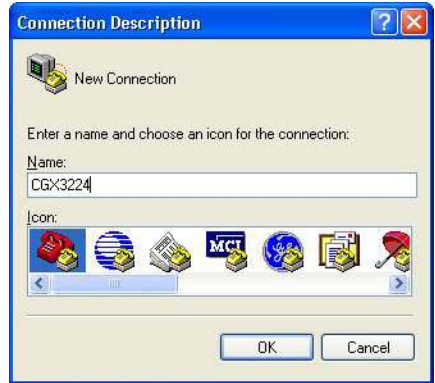 Connection Description
New Connection
Enter a name and choose an icon for the connection:
Name:
CGX3224
Icon:
MCI
OK Cancel